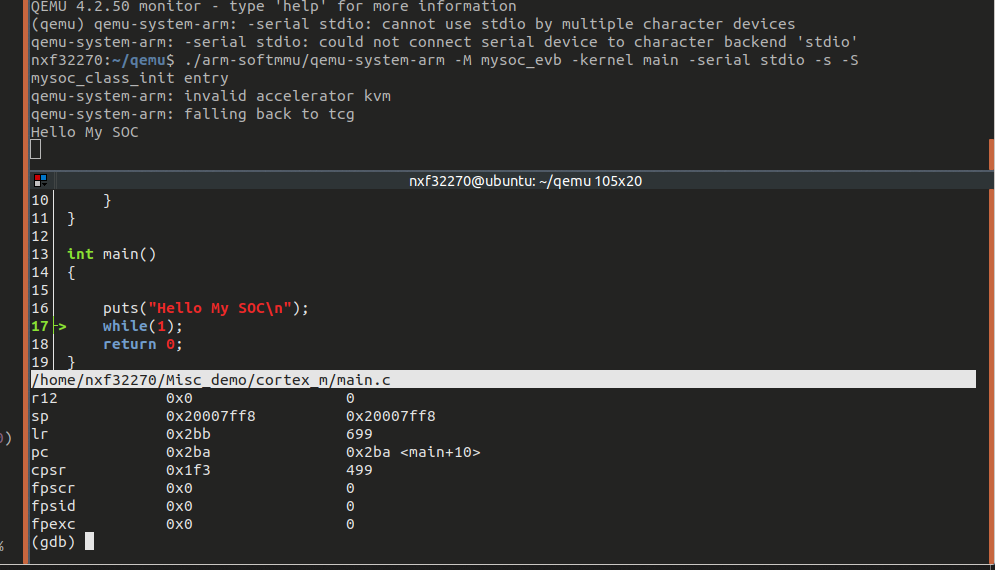 QEMU 4.2.50 monitor - type 'help' for more information
(qemu) qemu-system-arm: -serial stdio: cannot use stdio by multiple character devices
qemu-system-arm: -serial stdio: could not connect serial device to character backend 'stdio'
nxf32270:~/qemu$ ./arm-softmmu/qemu-system-arm -M mysoc_evb -kernel main -serial stdio -s -S
mysoc_class_init entry
qemu-system-arm: invalid accelerator kvm
qemu-system-arm: falling back to tcg
Hello My SOC
nxf32270@ubuntu: ~/qemu 105x20
10 }
11 }
12
13 int main()
14 {
15
16 puts("Hello My SOC\n");
17 -> while(1);
18 return 0;
19 }
/home/nxf32270/Misc_demo/cortex_m/main.c
r12 0x0 0
sp 0x20007ff8 0x20007ff8
lr 0x2bb 699
pc 0x2ba 0x2ba <main+10>
cpsr 0x1f3 499
fpscr 0x0 0
fpsid 0x0 0
fpexc 0x0 0
(gdb)
)
%